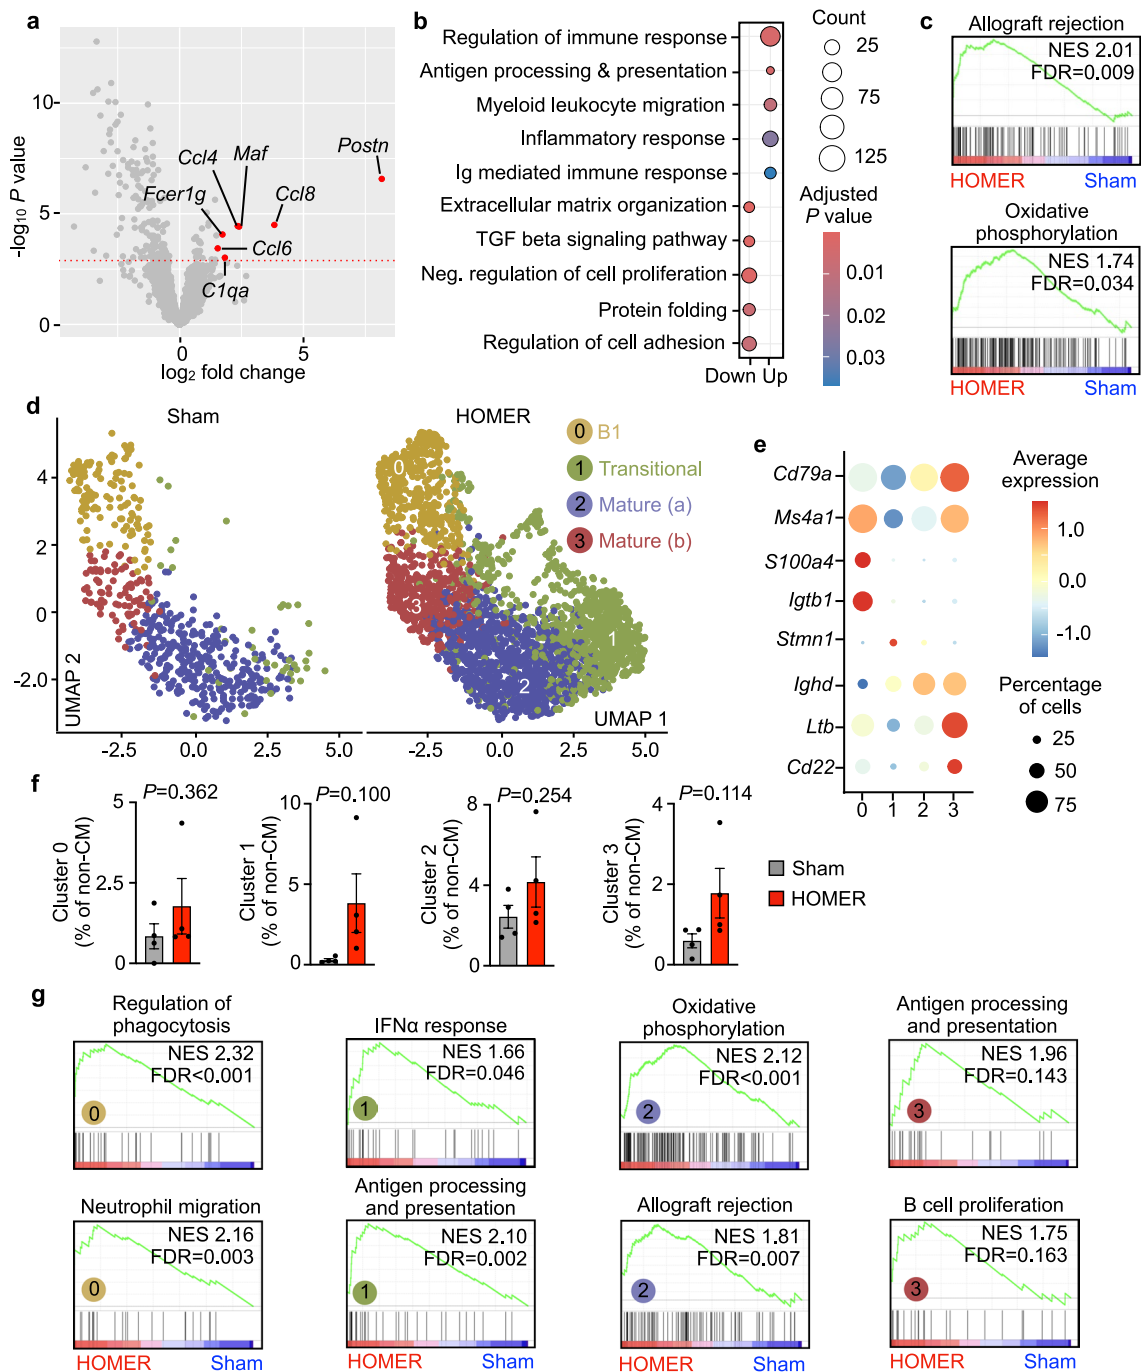 a
-log10 P value
10
5
0
0
5
log2 fold change
Ccl4
Maf
Postn
Fcer1g
Ccl8
Ccl6
C1qa
b
Regulation of immune response
Antigen processing & presentation
Myeloid leukocyte migration
Inflammatory response
Ig mediated immune response
Extracellular matrix organization
TGF beta signaling pathway
Neg. regulation of cell proliferation
Protein folding
Regulation of cell adhesion
Down Up
Count
25
75
125
Adjusted
P value
0.01
0.02
0.03
c
Allograft rejection
NES 2.01
FDR=0.009
HOMER Sham
Oxidative
phosphorylation
NES 1.74
FDR=0.034
HOMER Sham
d
Sham
HOMER
UMAP 2
4
2
0
-2.0
-2.5
0.0
2.5
5.0
-2.5
0.0
2.5
5.0
UMAP 1
0
3
2
1
0 B1
1 Transitional
2 Mature (a)
3 Mature (b)
e
Cd79a
Ms4a1
S100a4
Igtb1
Stmn1
Ighd
Ltb
Cd22
0 1 2 3
Average
expression
1.0
0.0
-1.0
Percentage
of cells
25
50
75
f
P=0.362
Cluster 0
(% of non-CM)
5
2.5
0
P=0.100
Cluster 1
(% of non-CM)
10
5
0
P=0.254
Cluster 2
(% of non-CM)
8
4
0
P=0.114
Cluster 3
(% of non-CM)
4
2
0
Sham
HOMER
g
Regulation of
phagocytosis
NES 2.32
FDR<0.001
0
IFNα response
NES 1.66
FDR=0.046
1
Oxidative
phosphorylation
NES 2.12
FDR<0.001
2
Antigen processing
and presentation
NES 1.96
FDR=0.143
3
Neutrophil migration
NES 2.16
FDR=0.003
0
HOMER Sham
Antigen processing
and presentation
NES 2.10
FDR=0.002
1
HOMER Sham
Allograft rejection
NES 1.81
FDR=0.007
2
HOMER Sham
B cell proliferation
NES 1.75
FDR=0.163
3
HOMER Sham